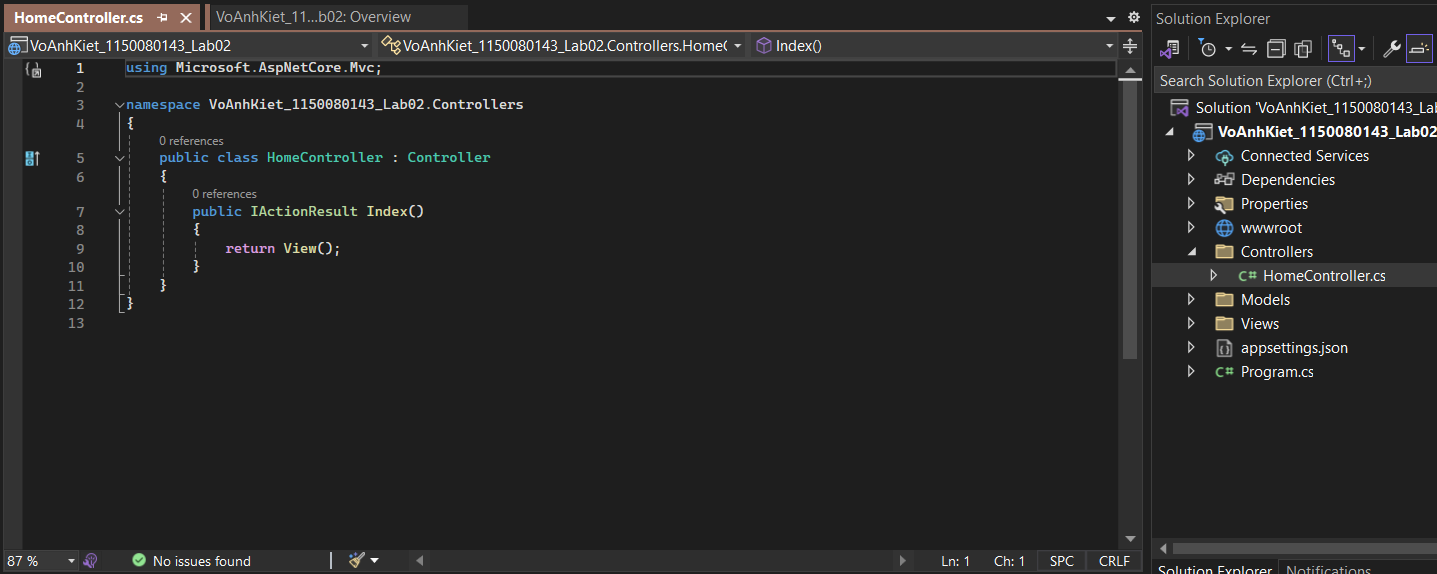 HomeController.cs
VoAnhKiet_11...b02: Overview
VoAnhKiet_1150080143_Lab02
VoAnhKiet_1150080143_Lab02.Controllers.HomeC
Index()
1 using Microsoft.AspNetCore.Mvc;
2
3 namespace VoAnhKiet_1150080143_Lab02.Controllers
4 {
0 references
5 public class HomeController : Controller
6 {
0 references
7 public IActionResult Index()
8 {
9 return View();
10 }
11 }
12 }
13
87 %
No issues found
Ln: 1
Ch: 1
SPC
CRLF
Solution Explorer
Search Solution Explorer (Ctrl+;)
Solution 'VoAnhKiet_1150080143_Lab
VoAnhKiet_1150080143_Lab02
Connected Services
Dependencies
Properties
wwwroot
Controllers
C# HomeController.cs
Models
Views
appsettings.json
C# Program.cs
Solution Explorer
Notifications